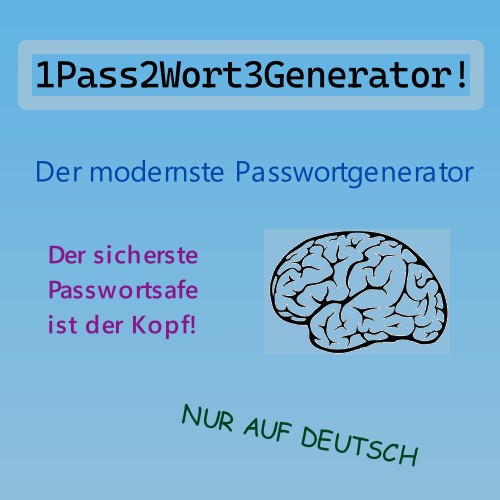 1Pass2Wort3Generator!
Der modernste Passwortgenerator
Der sicherste
Passwortsafe
ist der Kopf!
NUR AUF DEUTSCH